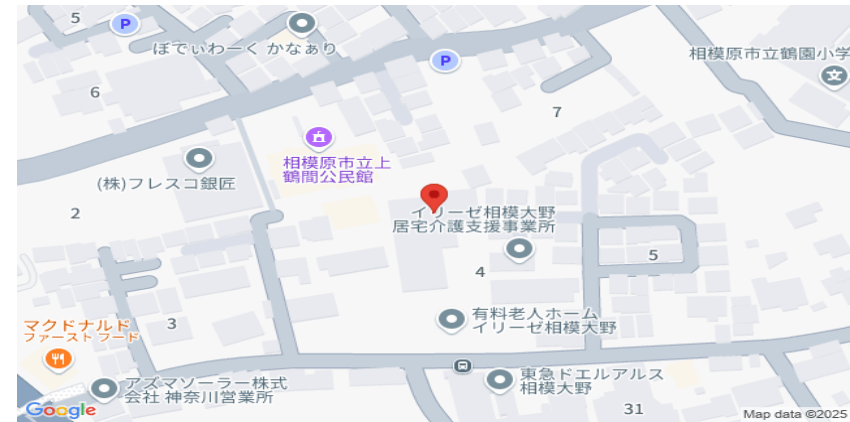 5
P
ぼでぃわーく かなぁり
P
相模原市立鶴園小学
6
7
相模原市立上
鶴間公民館
(株)フレスコ銀匠
2
イリーゼ相模大野
居宅介護支援事業所
5
4
有料老人ホーム
イリーゼ相模大野
3
マクドナルド
ファースト フード
アズマソーラー株式
会社 神奈川営業所
東急ドエルアルス
相模大野
31
Google
Map data ©2025